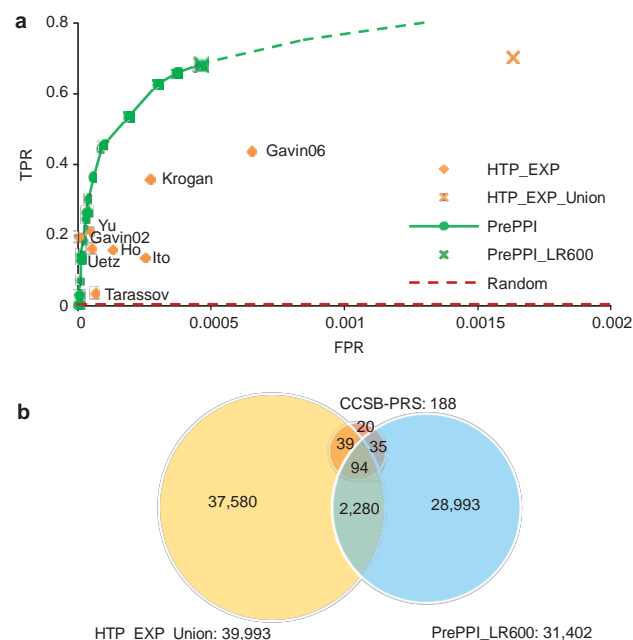 a
0.8
0.6
0.4
0.2
0
TPR
Gavin06
Krogan
Yu
Gavin02
Ho
Uetz
Ito
Tarassov
HTP_EXP
HTP_EXP_Union
PrePPI
PrePPI_LR600
Random
0 0.0005 0.001 0.0015 0.002
FPR
b
CCSB-PRS: 188
20
39 35
94
37,580 2,280 28,993
HTP_EXP_Union: 39,993 PrePPI_LR600: 31,402